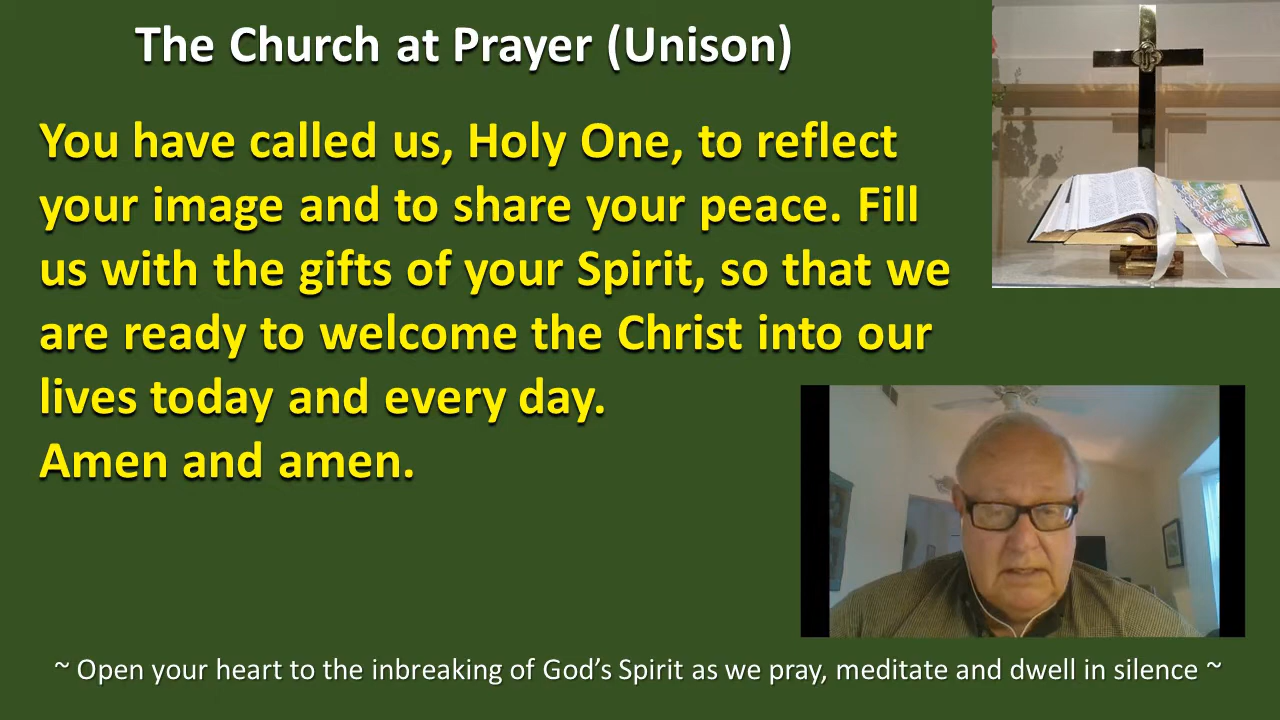 The Church at Prayer (Unison)
You have called us, Holy One, to reflect
your image and to share your peace. Fill
us with the gifts of your Spirit, so that we
are ready to welcome the Christ into our
lives today and every day.
Amen and amen.
~ Open your heart to the inbreaking of God’s Spirit as we pray, meditate and dwell in silence ~